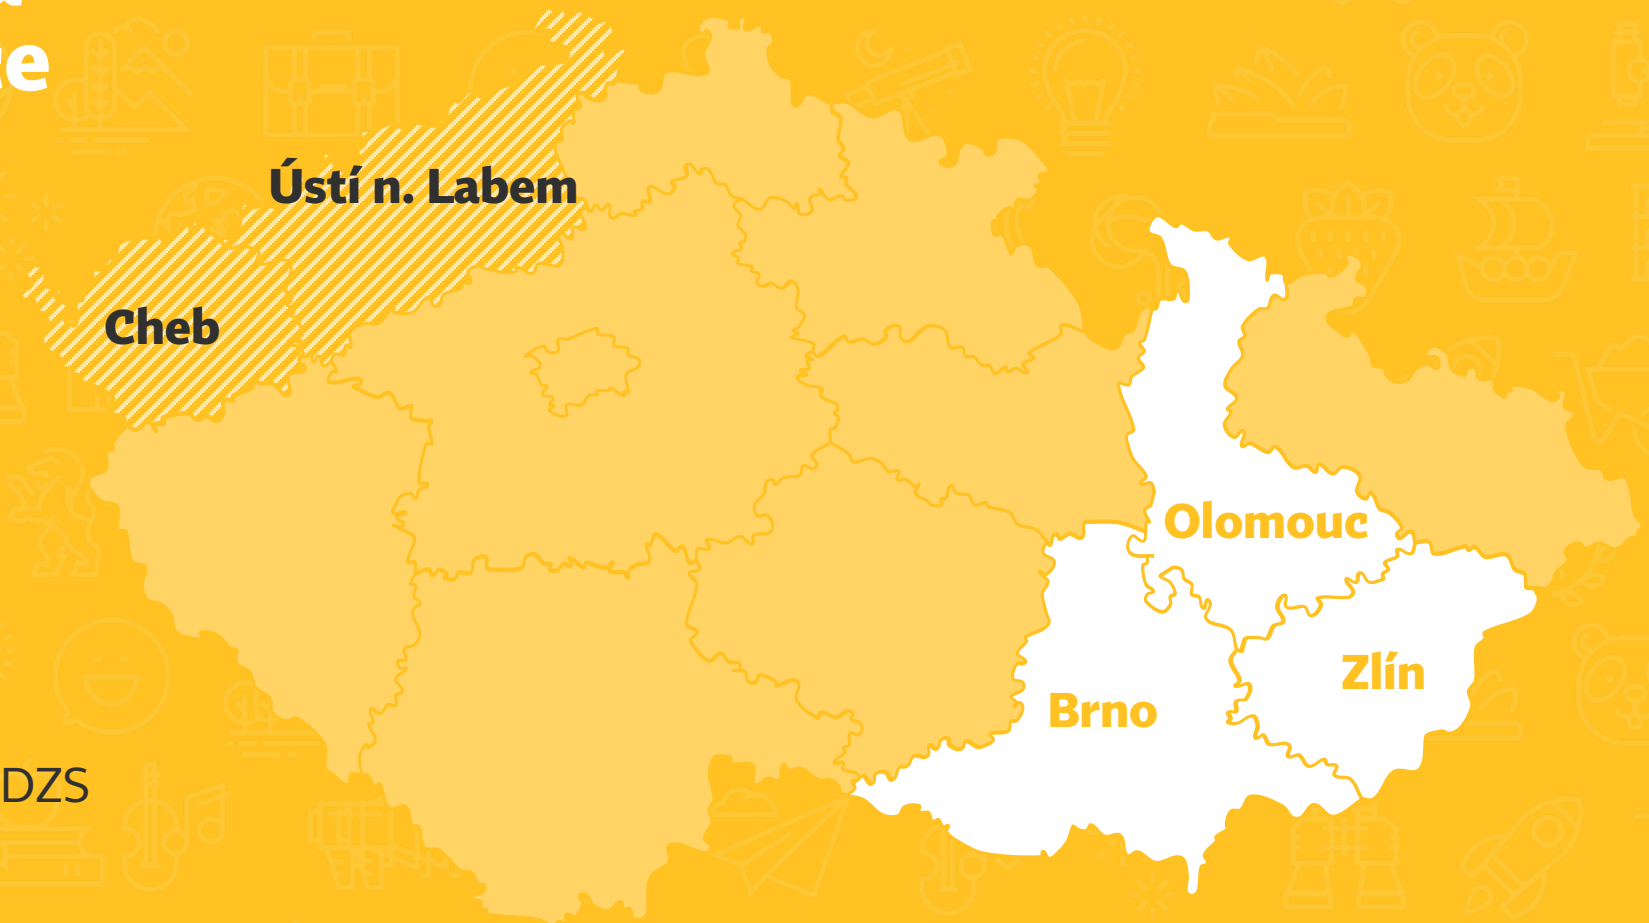 Ústí n. Labem
Cheb
Olomouc
Zlín
Brno
DZS